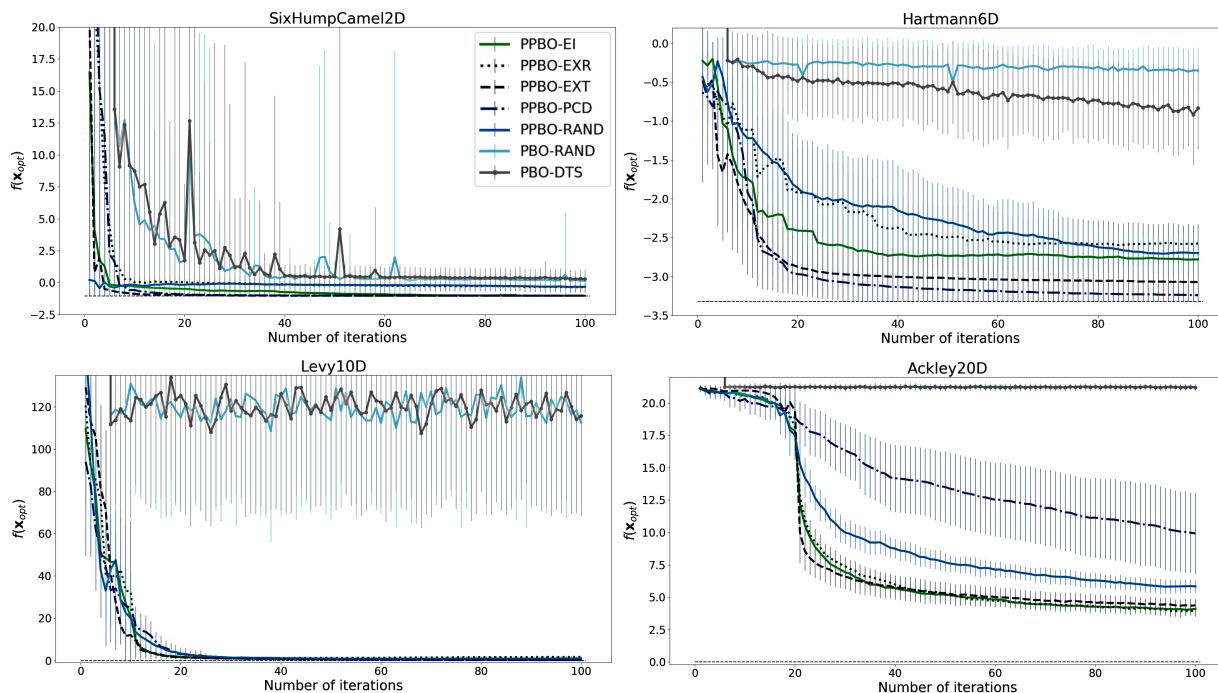 SixHumpCamel2D
20.0
17.5
15.0
12.5
10.0
7.5
5.0
2.5
0.0
−2.5
f(x_opt)
0 20 40 60 80 100
Number of iterations
PPBO-EI
PPBO-EXR
PPBO-EXT
PPBO-PCD
PPBO-RAND
PBO-RAND
PBO-DTS
Hartmann6D
0.0
−0.5
−1.0
−1.5
−2.0
−2.5
−3.0
−3.5
f(x_opt)
0 20 40 60 80 100
Number of iterations
Levy10D
120
100
80
60
40
20
0
f(x_opt)
0 20 40 60 80 100
Number of iterations
Ackley20D
20.0
17.5
15.0
12.5
10.0
7.5
5.0
2.5
0.0
f(x_opt)
0 20 40 60 80 100
Number of iterations